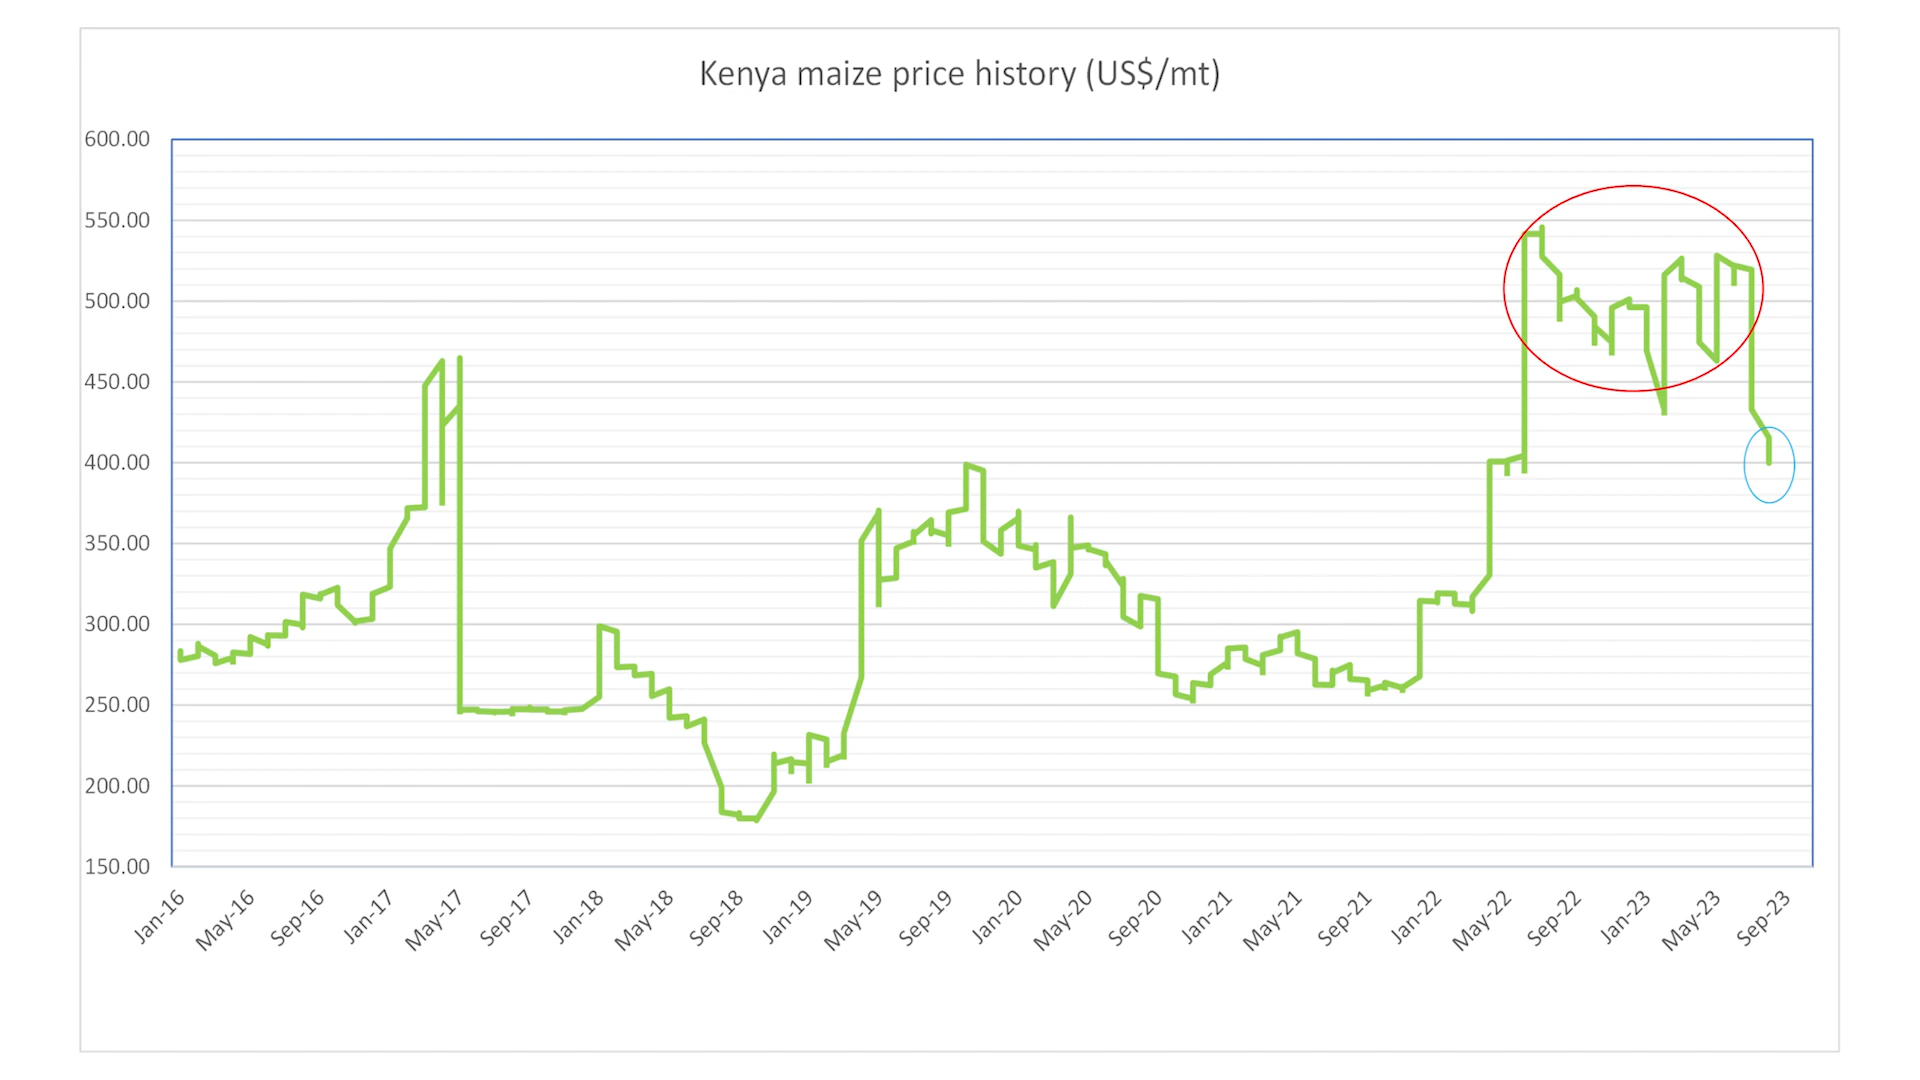 Kenya maize price history (US$/mt)
600.00
550.00
500.00
450.00
400.00
350.00
300.00
250.00
200.00
150.00
Jan-16
May-16
Sep-16
Jan-17
May-17
Sep-17
Jan-18
May-18
Sep-18
Jan-19
May-19
Sep-19
Jan-20
May-20
Sep-20
Jan-21
May-21
Sep-21
Jan-22
May-22
Sep-22
Jan-23
May-23
Sep-23